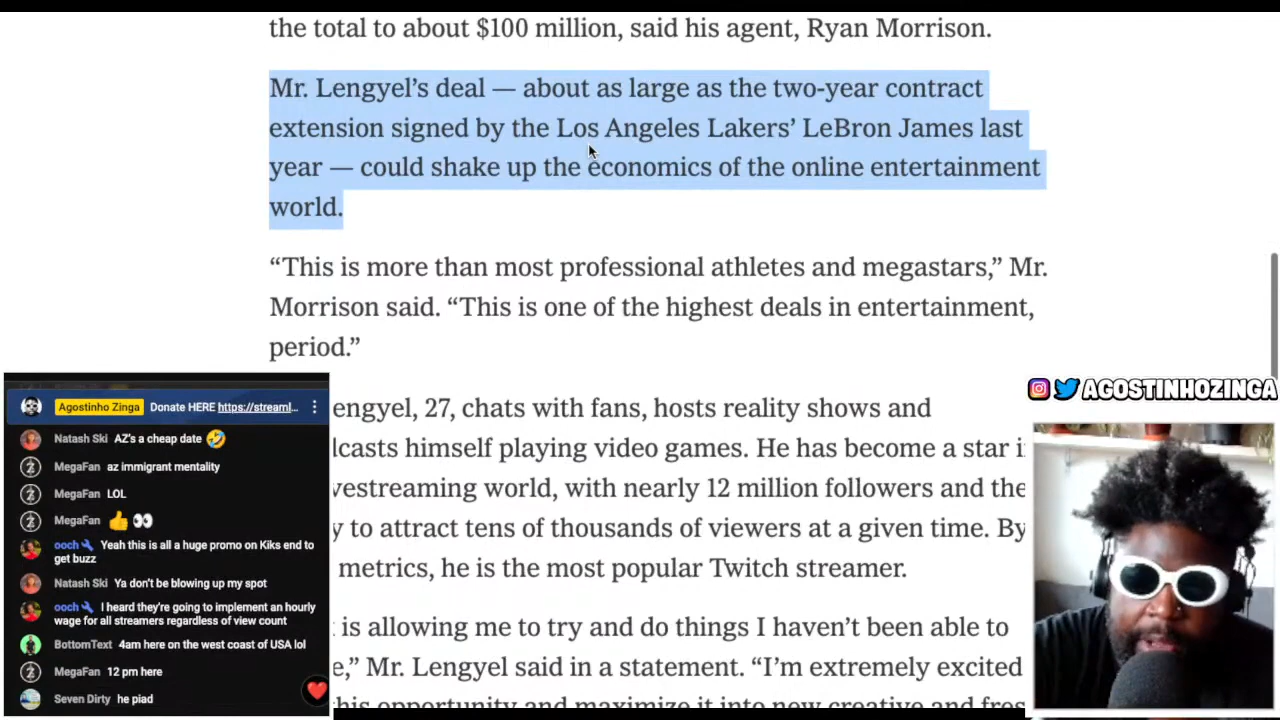 the total to about $100 million, said his agent, Ryan Morrison.
Mr. Lengyel’s deal — about as large as the two-year contract
extension signed by the Los Angeles Lakers’ LeBron James last
year — could shake up the economics of the online entertainment
world.
“This is more than most professional athletes and megastars,” Mr.
Morrison said. “This is one of the highest deals in entertainment,
period.”
engyel, 27, chats with fans, hosts reality shows and
lcasts himself playing video games. He has become a star i
vestreaming world, with nearly 12 million followers and the
y to attract tens of thousands of viewers at a given time. By
metrics, he is the most popular Twitch streamer.
is allowing me to try and do things I haven’t been able to
e,” Mr. Lengyel said in a statement. “I’m extremely excited
this opportunity and maximize it into new creative and fres
Agostinho Zinga Donate HERE https://streaml...
Natash Ski AZ's a cheap date
MegaFan az immigrant mentality
MegaFan LOL
MegaFan
ooch Yeah this is all a huge promo on Kiks end to
get buzz
Natash Ski Ya don't be blowing up my spot
ooch I heard they're going to implement an hourly
wage for all streamers regardless of view count
BottomText 4am here on the west coast of USA lol
MegaFan 12 pm here
Seven Dirty he piad
AGOSTINHOZINGA